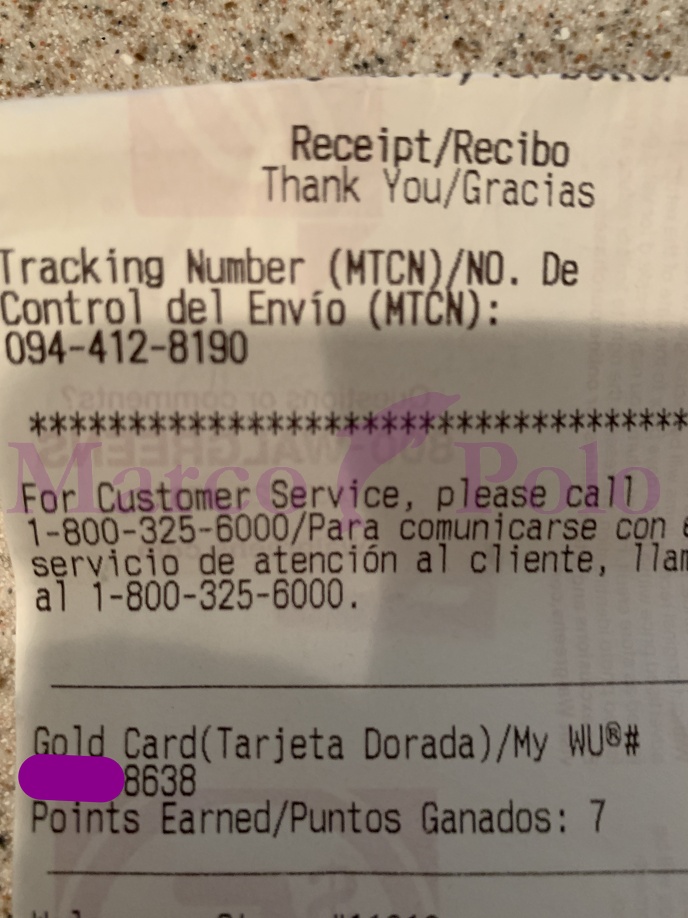 Receipt/Recibo
Thank You/Gracias
Tracking Number (MTCN)/NO. De
Control del Envío (MTCN):
094-412-8190
****************************************
Marco Polo
For Customer Service, please call
1-800-325-6000/Para comunicarse con
servicio de atención al cliente,
al 1-800-325-6000.
Gold Card(Tarjeta Dorada)/My WU®#
8638
Points Earned/Puntos Ganados: 7